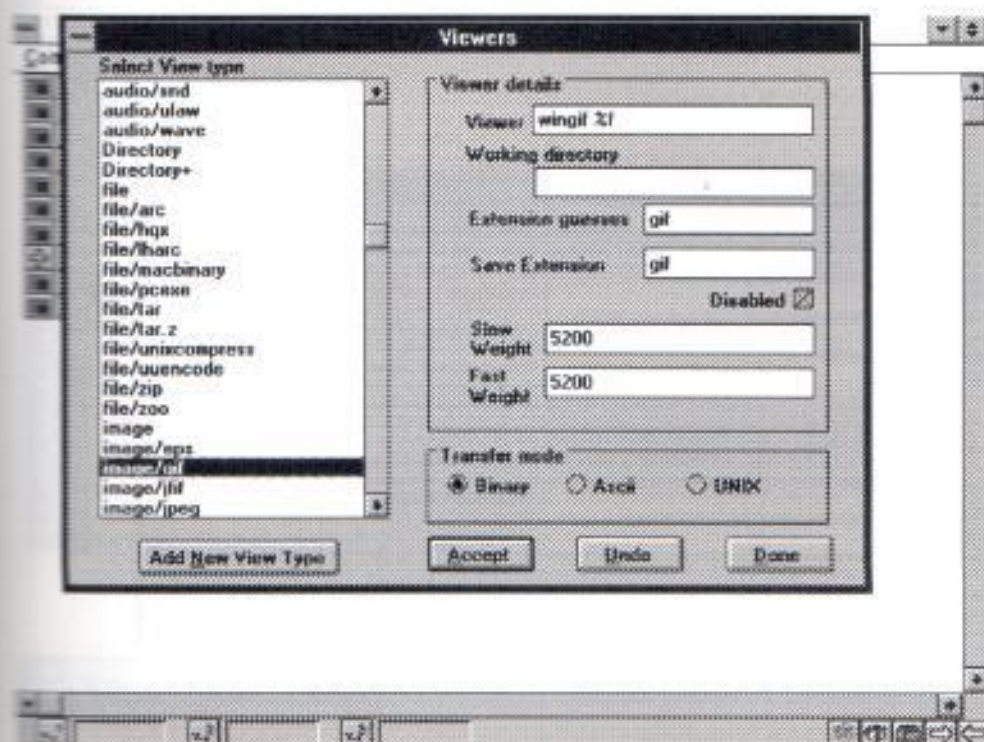 Viewers
Select View type
audio/snd
audio/ulaw
audio/wave
Directory
Directory+
file
file/arc
file/hqx
file/lharc
file/macbinary
file/pcexe
file/tar
file/tar.z
file/unixcompress
file/uuencode
file/zip
file/zoo
image
image/eps
image/gif
image/jfif
image/jpeg
Add New View Type
Viewer details
Viewer wingif %f
Working directory
Extension guesses gif
Save Extension gif
Disabled
Slow Weight 5200
Fast Weight 5200
Transfer mode
Binary Ascii UNIX
Accept Undo Done